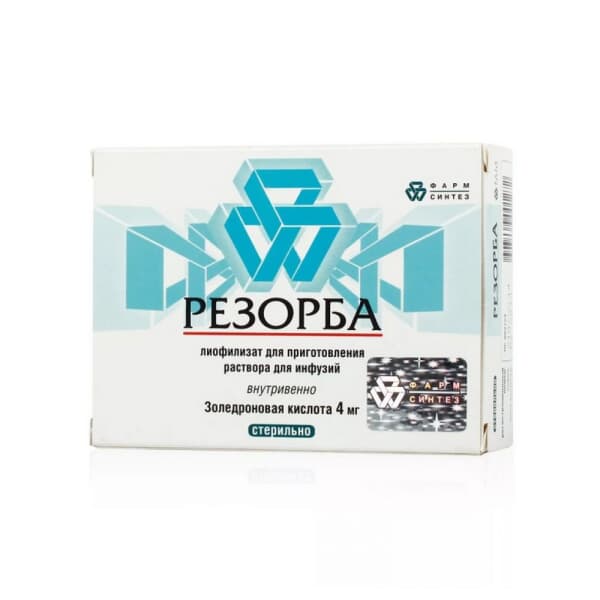 ФАРМ
СИНТЕЗ
РЕЗОРБА
лиофилизат для приготовления
раствора для инфузий
внутривенно
Золедроновая кислота 4 мг
стерильно
ФАРМ
СИНТЕЗ
РЕЗОРБА